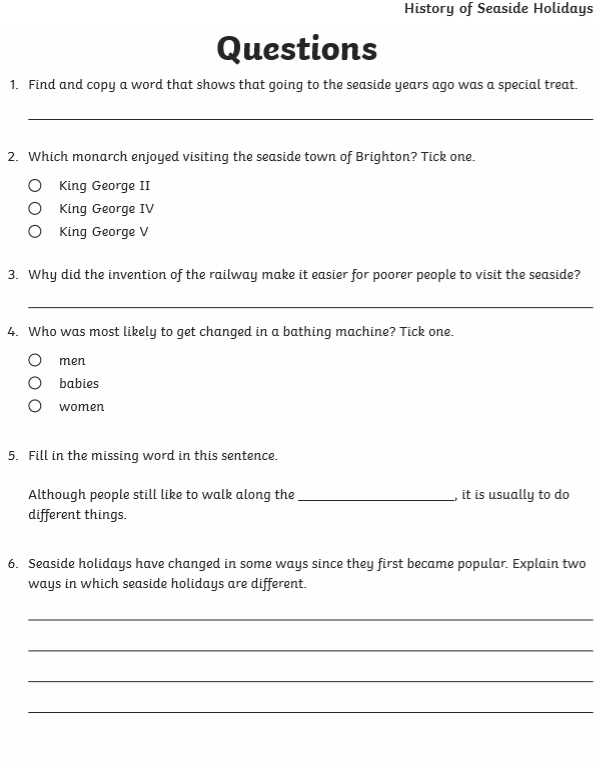 History of Seaside Holidays
Questions
1. Find and copy a word that shows that going to the seaside years ago was a special treat.
2. Which monarch enjoyed visiting the seaside town of Brighton? Tick one.
King George II
King George IV
King George V
3. Why did the invention of the railway make it easier for poorer people to visit the seaside?
4. Who was most likely to get changed in a bathing machine? Tick one.
men
babies
women
5. Fill in the missing word in this sentence.
Although people still like to walk along the ____________________, it is usually to do
different things.
6. Seaside holidays have changed in some ways since they first became popular. Explain two
ways in which seaside holidays are different.